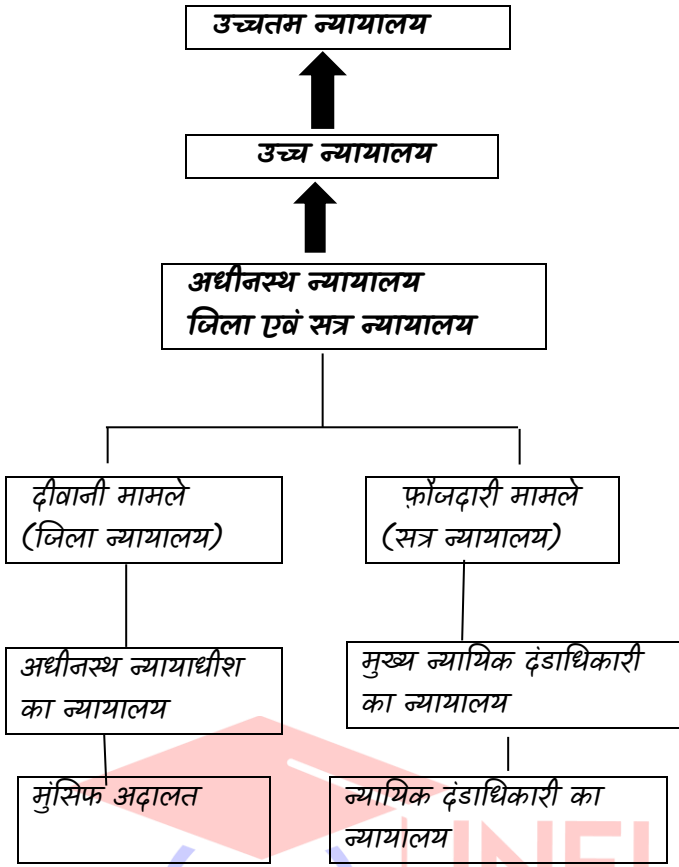 उच्चतम न्यायालय
उच्च न्यायालय
अधीनस्थ न्यायालय
जिला एवं सत्र न्यायालय
दीवानी मामले
(जिला न्यायालय)
फ़ौजदारी मामले
(सत्र न्यायालय)
अधीनस्थ न्यायाधीश
का न्यायालय
मुख्य न्यायिक दंडाधिकारी
का न्यायालय
मुंसिफ अदालत
न्यायिक दंडाधिकारी का
न्यायालय